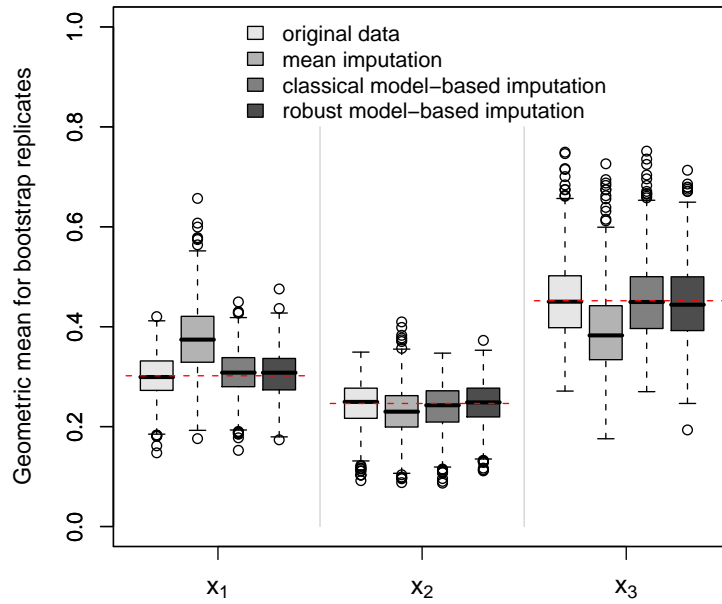 original data
mean imputation
classical model−based imputation
robust model−based imputation
Geometric mean for bootstrap replicates
1.0
0.8
0.6
0.4
0.2
0.0
x₁ x₂ x₃